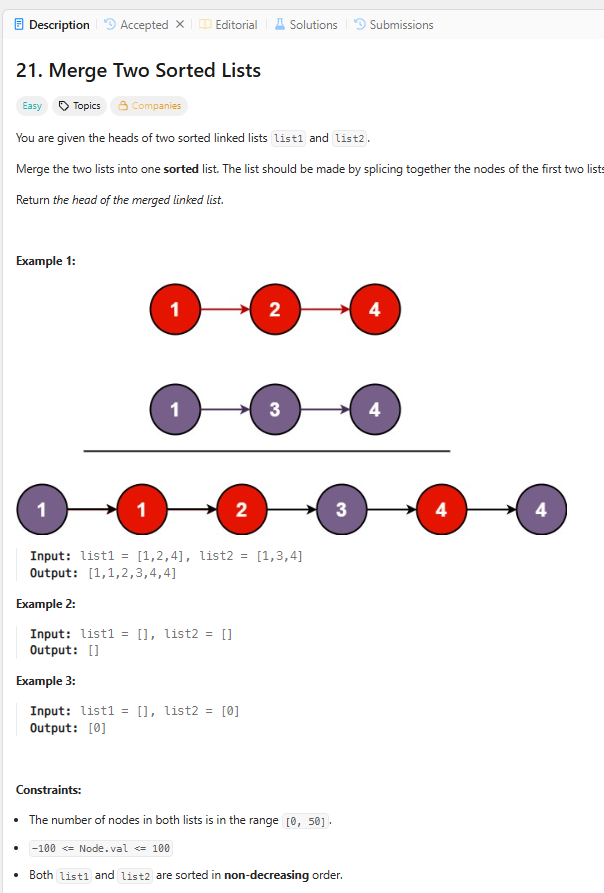 Description Accepted Editorial Solutions Submissions
21. Merge Two Sorted Lists
Easy Topics Companies
You are given the heads of two sorted linked lists list1 and list2.
Merge the two lists into one sorted list. The list should be made by splicing together the nodes of the first two lists
Return the head of the merged linked list.
Example 1:
1 2 4
1 3 4
1 1 2 3 4 4
Input: list1 = [1,2,4], list2 = [1,3,4]
Output: [1,1,2,3,4,4]
Example 2:
Input: list1 = [], list2 = []
Output: []
Example 3:
Input: list1 = [], list2 = [0]
Output: [0]
Constraints:
• The number of nodes in both lists is in the range [0, 50].
• -100 <= Node.val <= 100
• Both list1 and list2 are sorted in non-decreasing order.